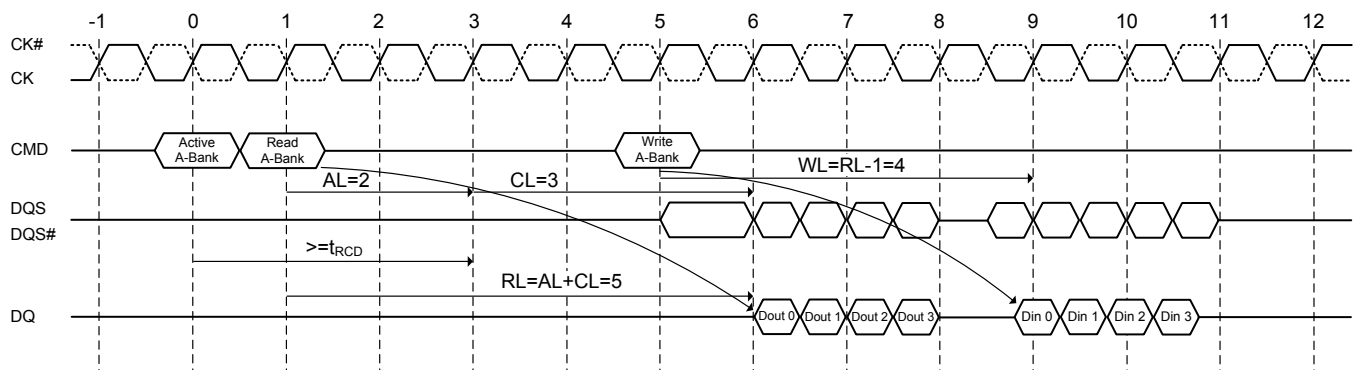 -1 0 1 2 3 4 5 6 7 8 9 10 11 12
CK#
CK
CMD
Active
A-Bank
Read
A-Bank
Write
A-Bank
AL=2
CL=3
WL=RL-1=4
DQS
DQS#
>=tRCD
RL=AL+CL=5
DQ
Dout 0 Dout 1 Dout 2 Dout 3 Din 0 Din 1 Din 2 Din 3